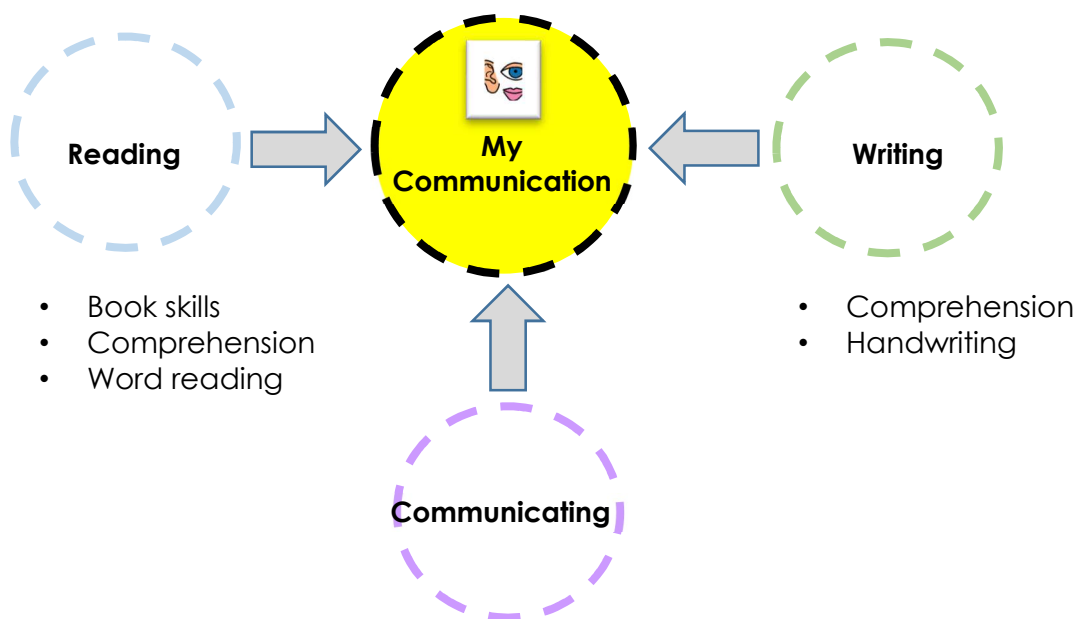 Reading
My
Communication
Writing
• Book skills
• Comprehension
• Word reading
• Comprehension
• Handwriting
Communicating